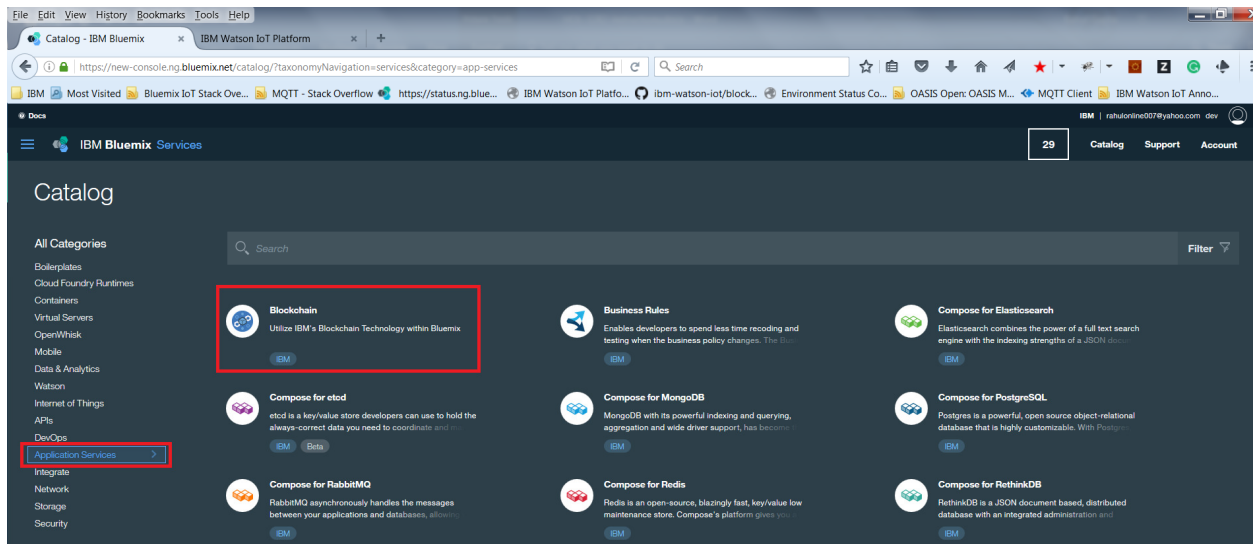 File Edit View History Bookmarks Tools Help
Catalog - IBM Bluemix × IBM Watson IoT Platform × +
https://new-console.ng.bluemix.net/catalog/?taxonomyNavigation=services&category=app-services Search
IBM Most Visited Bluemix IoT Stack Ove... MQTT - Stack Overflow https://status.ng.blue... IBM Watson IoT Platfo... ibm-watson-iot/block... Environment Status Co... OASIS Open: OASIS M... MQTT Client IBM Watson IoT Anno...
Docs IBM | rahulonline007@yahoo.com dev
IBM Bluemix Services 29 Catalog Support Account
Catalog
All Categories
Boilerplates
Cloud Foundry Runtimes
Containers
Virtual Servers
OpenWhisk
Mobile
Data & Analytics
Watson
Internet of Things
APIs
DevOps
Application Services >
Integrate
Network
Storage
Security
Search Filter
Blockchain
Utilize IBM's Blockchain Technology within Bluemix
IBM
Business Rules
Enables developers to spend less time recoding and
testing when the business policy changes. The Bus
IBM
Compose for Elasticsearch
Elasticsearch combines the power of a full text search
engine with the indexing strengths of a JSON docu
IBM
Compose for etcd
etcd is a key/value store developers can use to hold the
always-correct data you need to coordinate and
IBM Beta
Compose for MongoDB
MongoDB with its powerful indexing and querying,
aggregation and wide driver support, has become
IBM
Compose for PostgreSQL
Postgres is a powerful, open source object-relational
database that is highly customizable. With Postgres
IBM
Compose for RabbitMQ
RabbitMQ asynchronously handles the messages
between your applications and databases, allowing
IBM
Compose for Redis
Redis is an open-source, blazingly fast, key/value low
maintenance store. Compose's platform gives you
IBM
Compose for RethinkDB
RethinkDB is a JSON document based, distributed
database with an integrated administration and
IBM